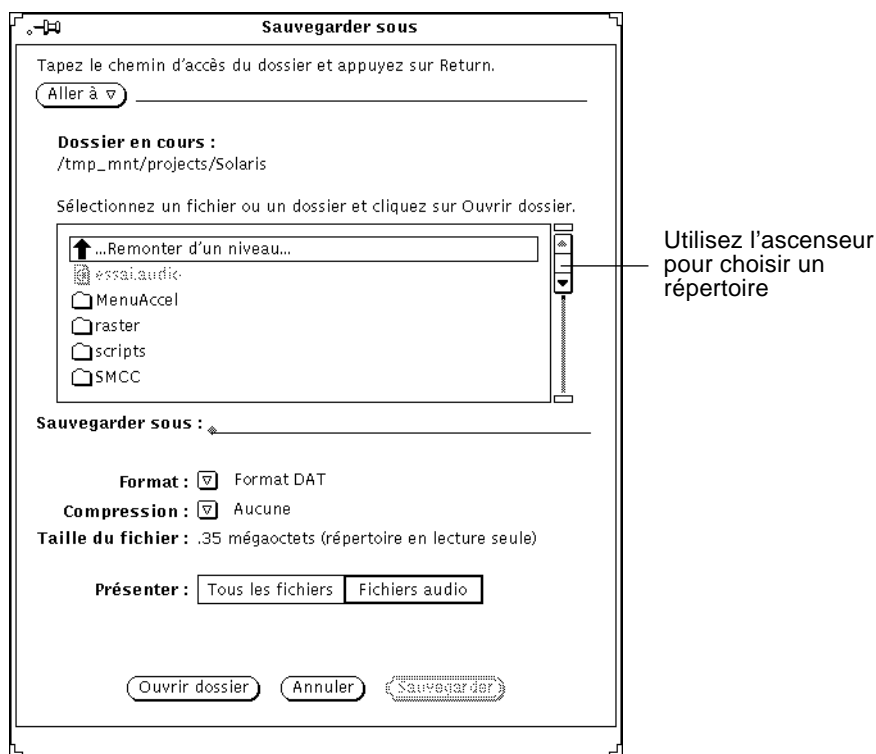 Sauvegarder sous
Tapez le chemin d'accès du dossier et appuyez sur Return.
Aller à
Dossier en cours :
/tmp_mnt/projects/Solaris
Sélectionnez un fichier ou un dossier et cliquez sur Ouvrir dossier.
...Remonter d'un niveau...
essai.audio
MenuAccel
raster
scripts
SMCC
Utilisez l'ascenseur
pour choisir un
répertoire
Sauvegarder sous :
Format : Format DAT
Compression : Aucune
Taille du fichier : .35 mégaoctets (répertoire en lecture seule)
Présenter : Tous les fichiers Fichiers audio
Ouvrir dossier Annuler Sauvegarder